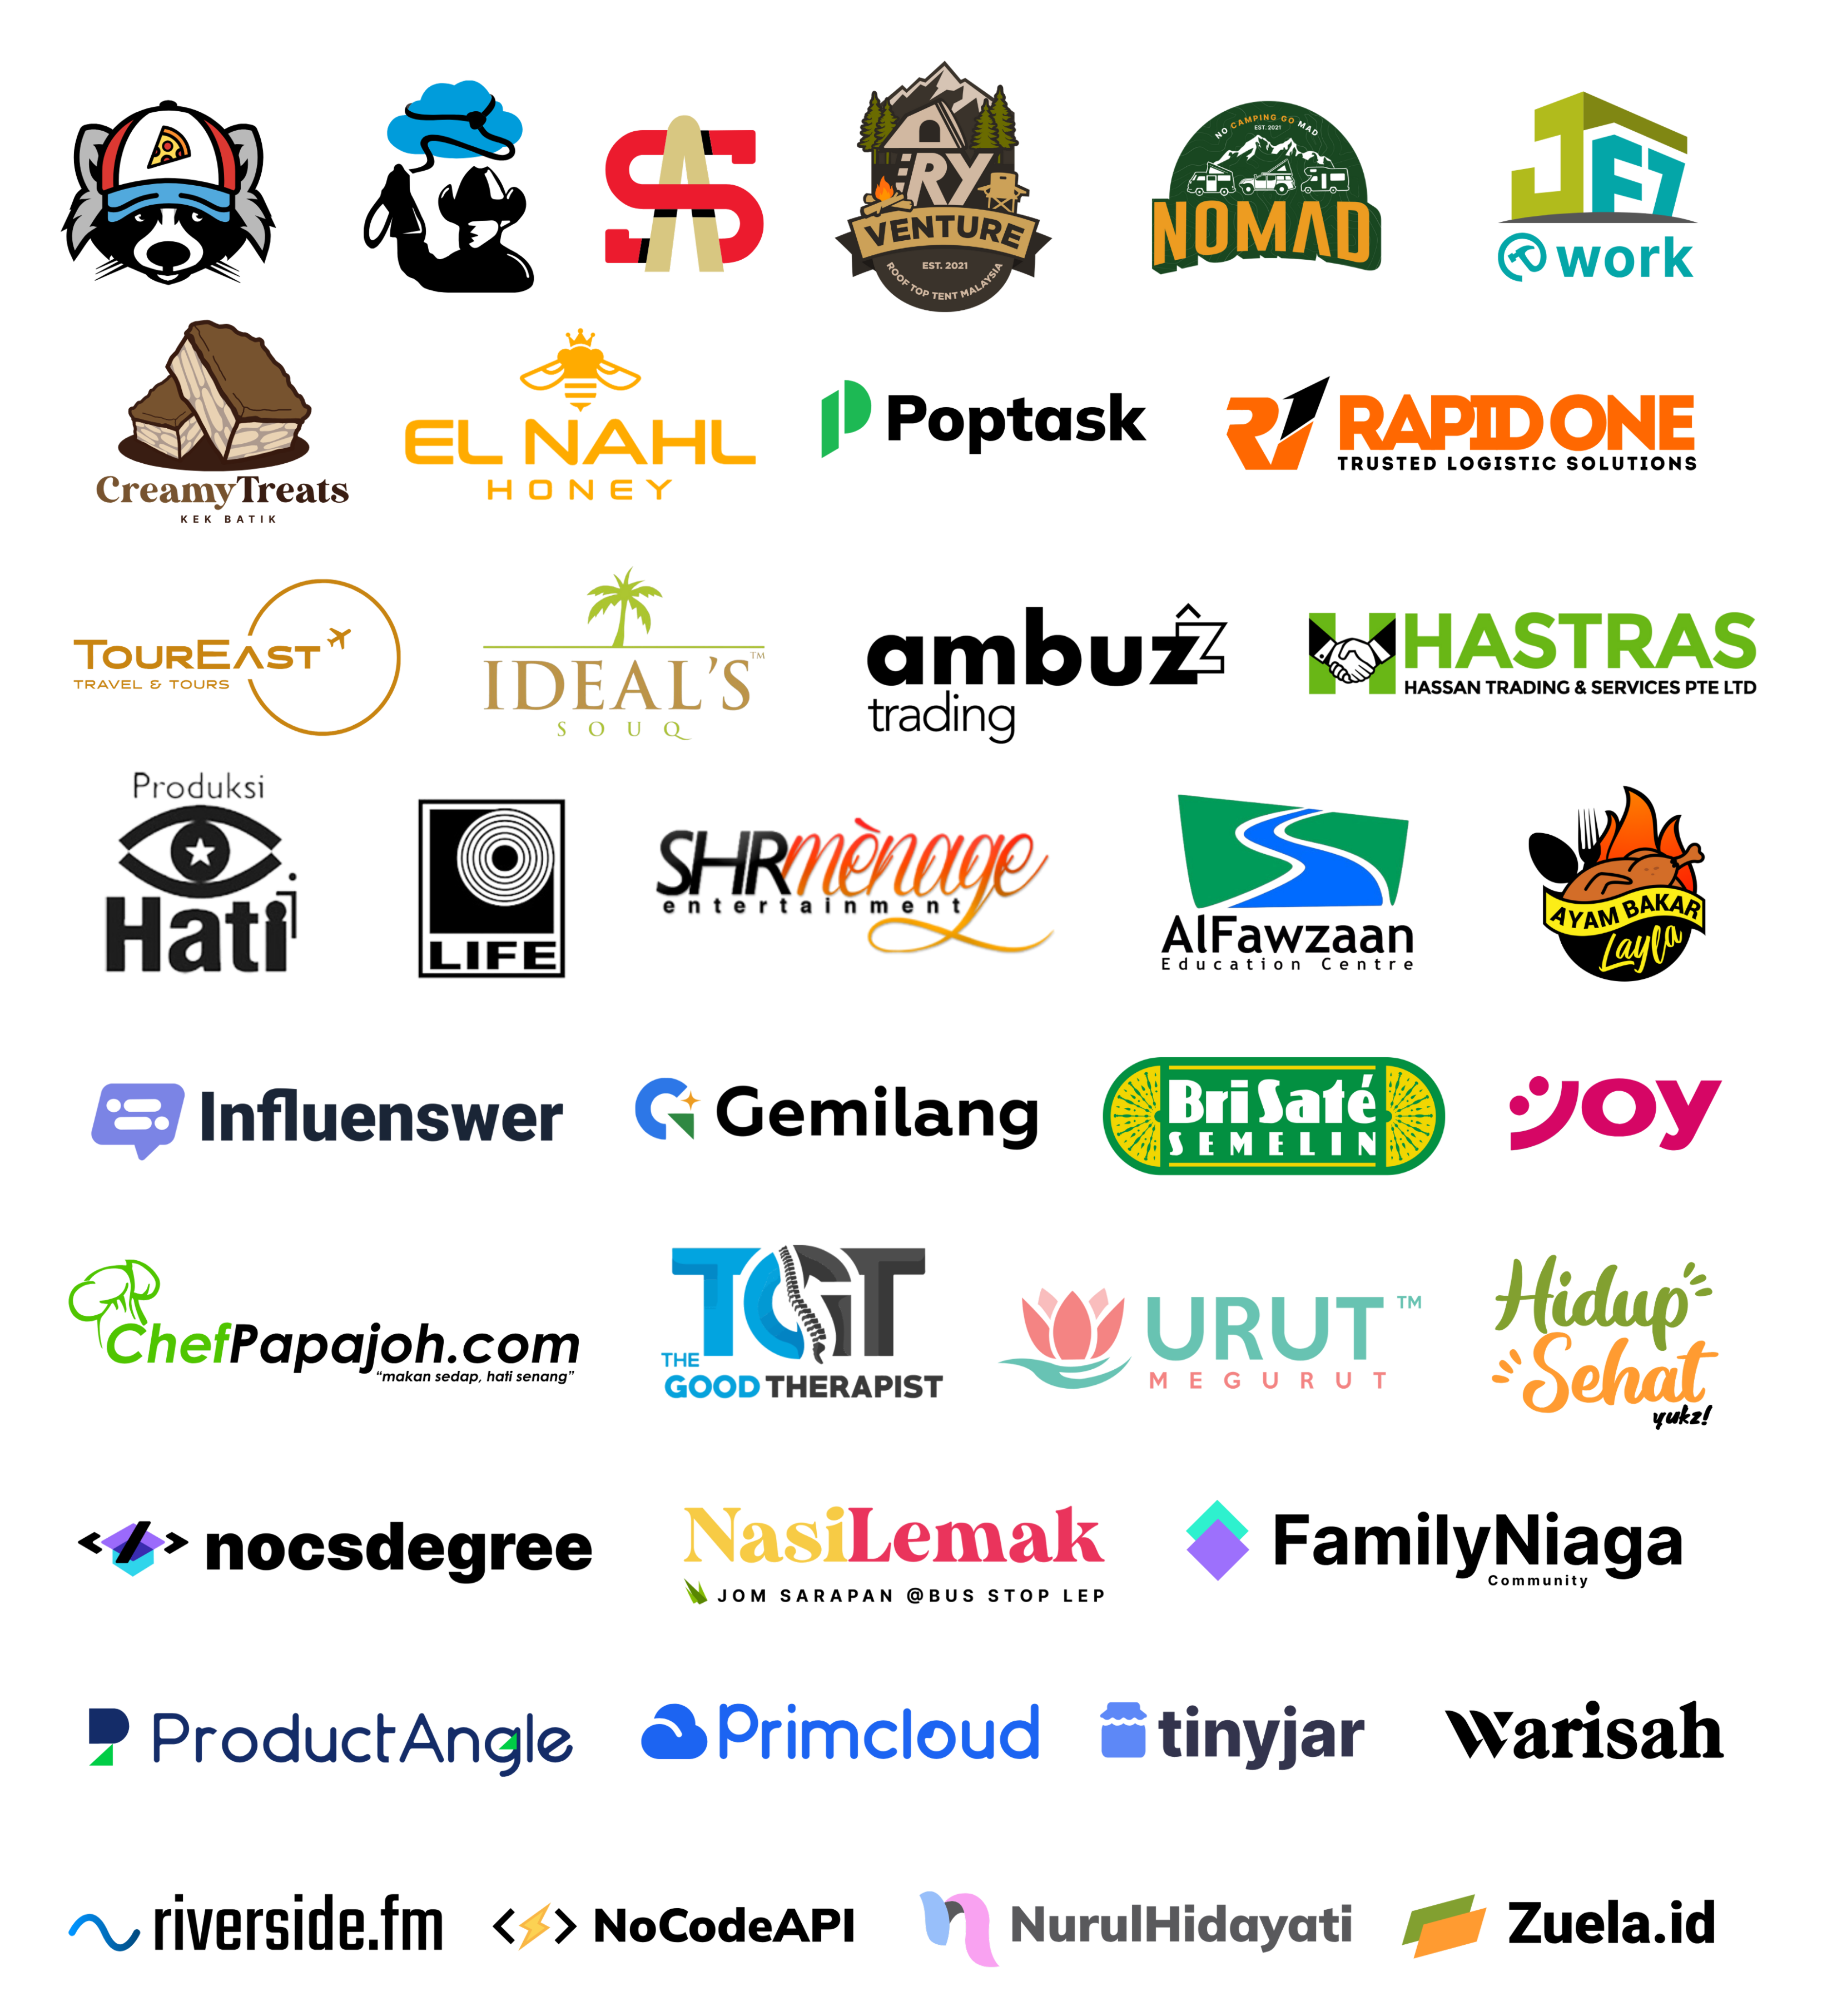 SA
RY
VENTURE
EST. 2021
ROOF TOP TENT MALAYSIA
NO CAMPING GO MAD
EST. 2021
NOMAD
JF7
@work
CreamyTreats
KEK BATIK
EL NAHL
HONEY
Poptask
R1 RAPID ONE
TRUSTED LOGISTIC SOLUTIONS
TOUREAST
TRAVEL & TOURS
IDEAL'S™
SOUQ
ambuzz
trading
H HASTRAS
HASSAN TRADING & SERVICES PTE LTD
Produksi
Hati
LIFE
SHRmènage
entertainment
AlFawzaan
Education Centre
AYAM BAKAR
Layla
Influenswer
Gemilang
BriSaté
SEMELIN
Joy
ChefPapajoh.com
"makan sedap, hati senang"
TGT
THE
GOOD THERAPIST
URUT™
MEGURUT
Hidup
Sehat
yukz!
</> nocsdegree
NasiLemak
JOM SARAPAN @BUS STOP LEP
FamilyNiaga
Community
ProductAngle
Primcloud
tinyjar
Warisah
riverside.fm
<> NoCodeAPI
n NurulHidayati
Zuela.id